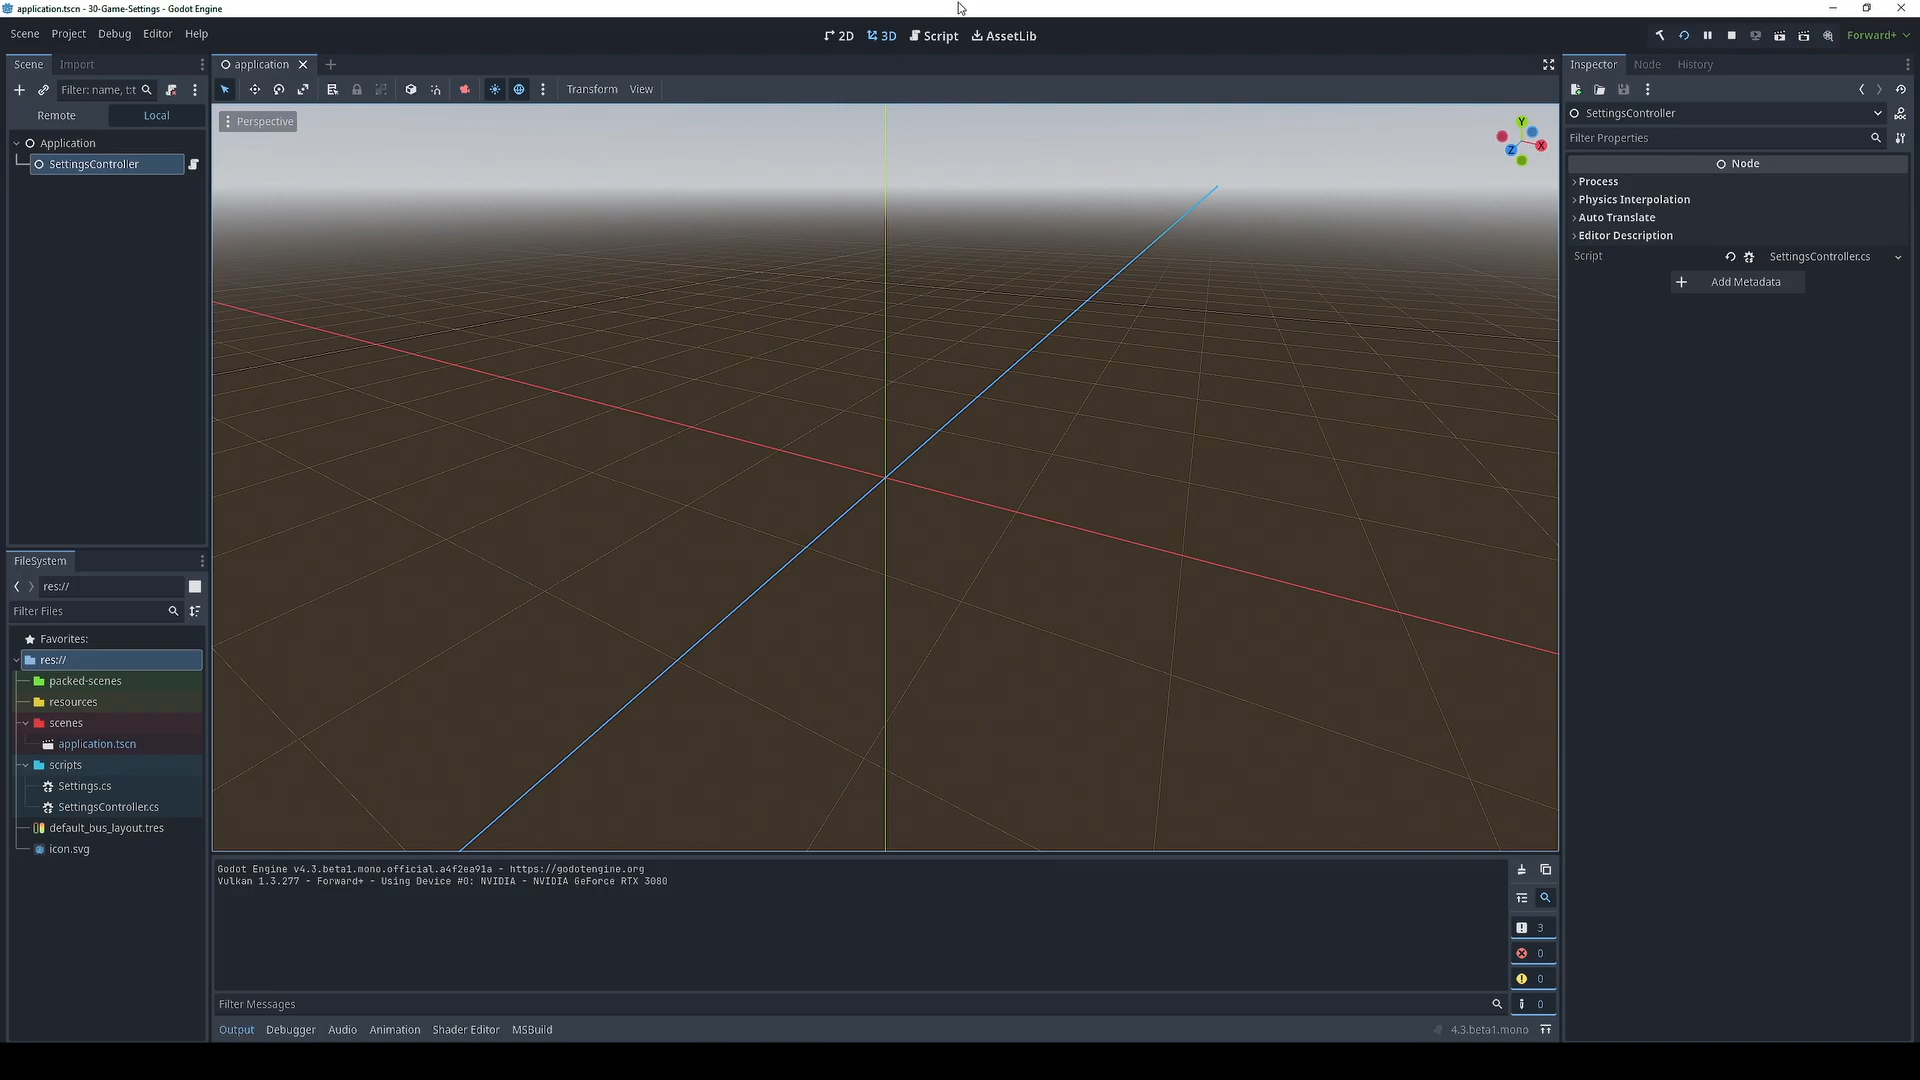 application.tscn - 30-Game-Settings - Godot Engine
Scene Project Debug Editor Help
2D 3D Script AssetLib
Forward+
Scene Import
Filter: name, t:t
Remote Local
Application
SettingsController
FileSystem
res://
Filter Files
Favorites:
res://
packed-scenes
resources
scenes
application.tscn
scripts
Settings.cs
SettingsController.cs
default_bus_layout.tres
icon.svg
application
Transform View
Perspective
Y
X
Z
Godot Engine v4.3.beta1.mono.official.a4f2ea91a - https://godotengine.org
Vulkan 1.3.277 - Forward+ - Using Device #0: NVIDIA - NVIDIA GeForce RTX 3080
3
0
0
0
Filter Messages
Output Debugger Audio Animation Shader Editor MSBuild
4.3.beta1.mono
Inspector Node History
SettingsController
Filter Properties
Node
Process
Physics Interpolation
Auto Translate
Editor Description
Script SettingsController.cs
Add Metadata